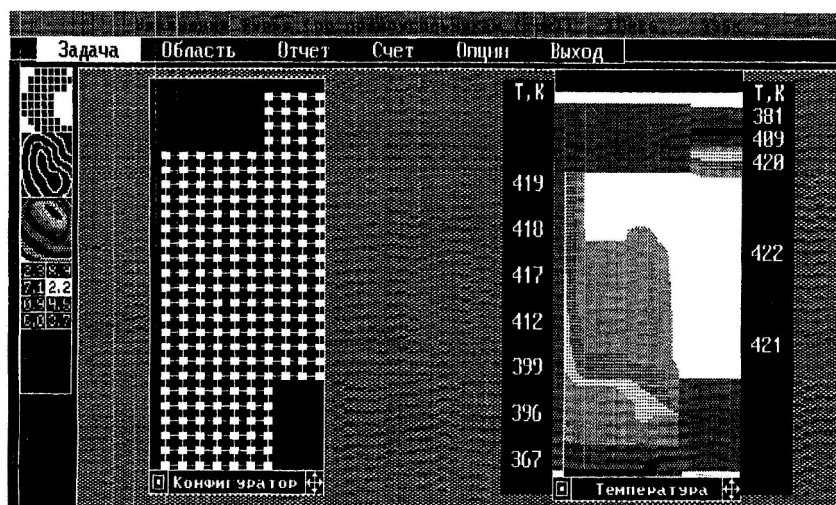 Задача Область Отчет Счет Опции Выход
Т,К
419
418
417
412
399
396
367
Т,К
381
409
420
422
421
2.2
Конфигуратор
Температура